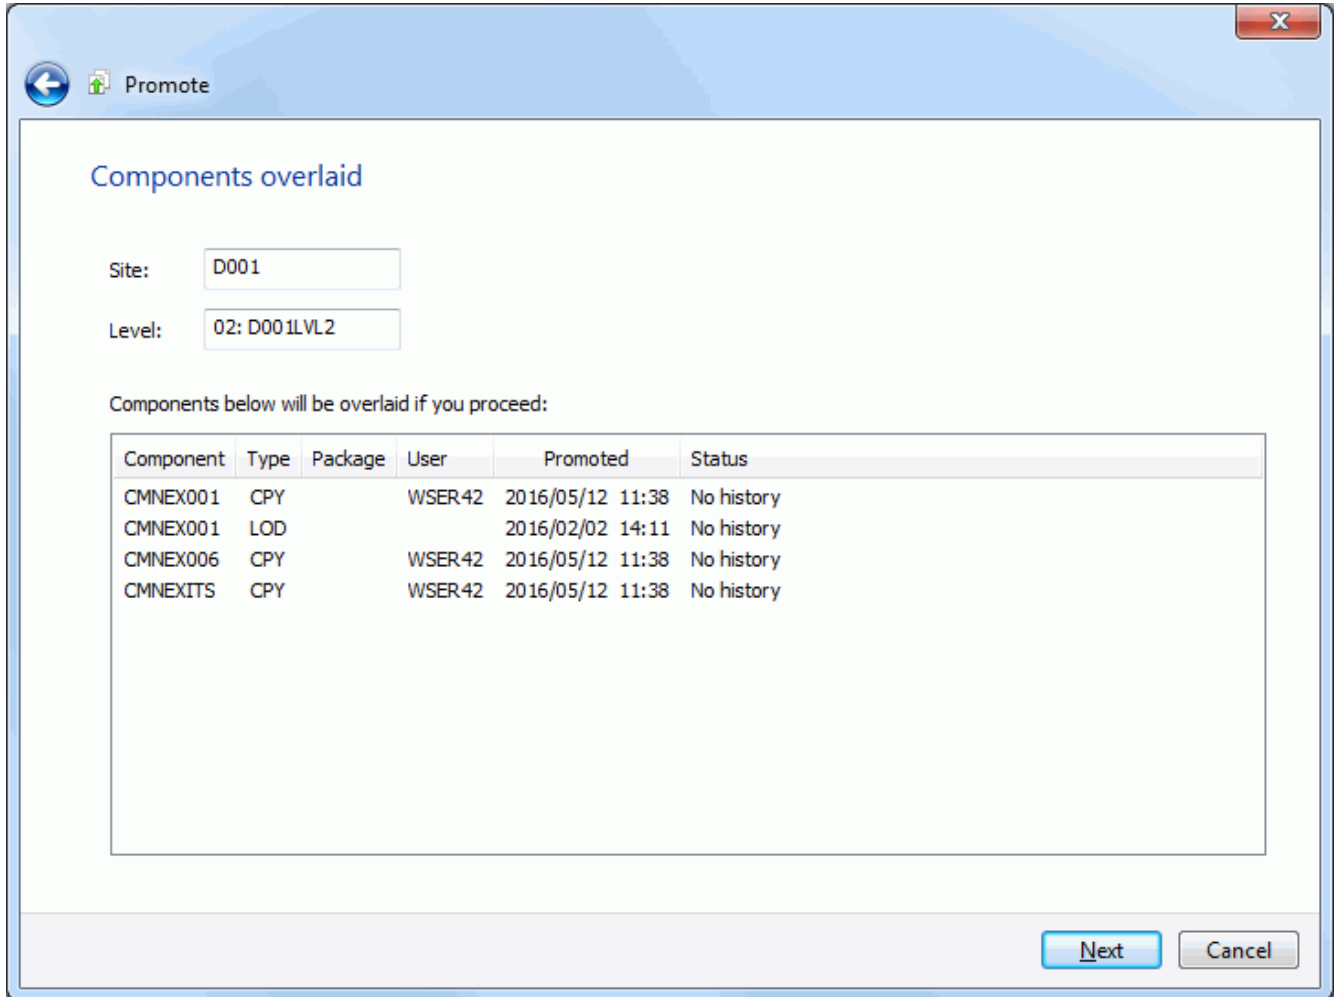 Promote
Components overlaid
Site: D001
Level: 02: D001LVL2
Components below will be overlaid if you proceed:
Component Type Package User Promoted Status
CMNEX001 CPY WSER42 2016/05/12 11:38 No history
CMNEX001 LOD 2016/02/02 14:11 No history
CMNEX006 CPY WSER42 2016/05/12 11:38 No history
CMNEXITS CPY WSER42 2016/05/12 11:38 No history
Next Cancel